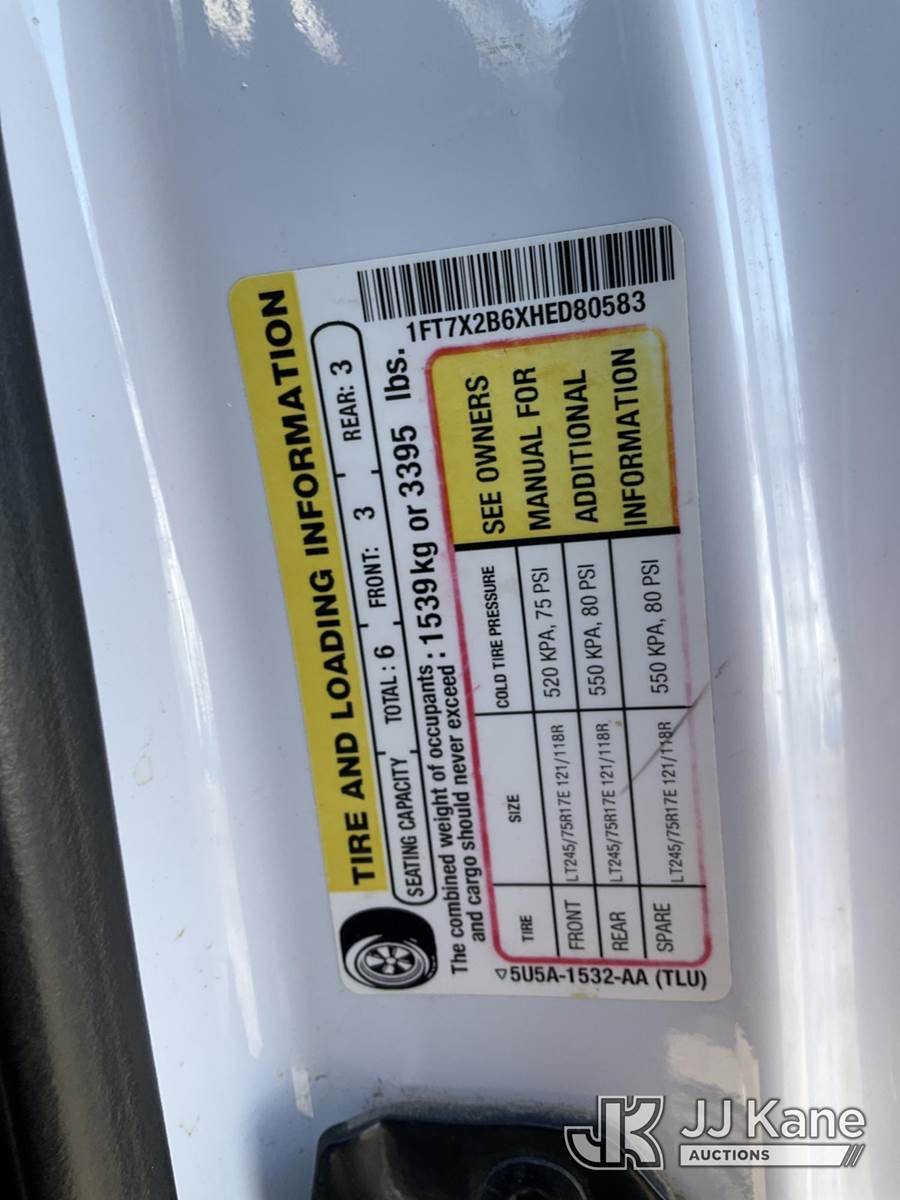 TIRE AND LOADING INFORMATION
SEATING CAPACITY TOTAL: 6 FRONT: 3 REAR: 3
The combined weight of occupants : 1539 kg or 3395 lbs.
and cargo should never exceed
1FT7X2B6XHED80583
TIRE SIZE COLD TIRE PRESSURE
FRONT LT245/75R17E 121/118R 520 KPA, 75 PSI
REAR LT245/75R17E 121/118R 550 KPA, 80 PSI
SPARE LT245/75R17E 121/118R 550 KPA, 80 PSI
SEE OWNERS
MANUAL FOR
ADDITIONAL
INFORMATION
5U5A-1532-AA (TLU)
JK JJ Kane
AUCTIONS